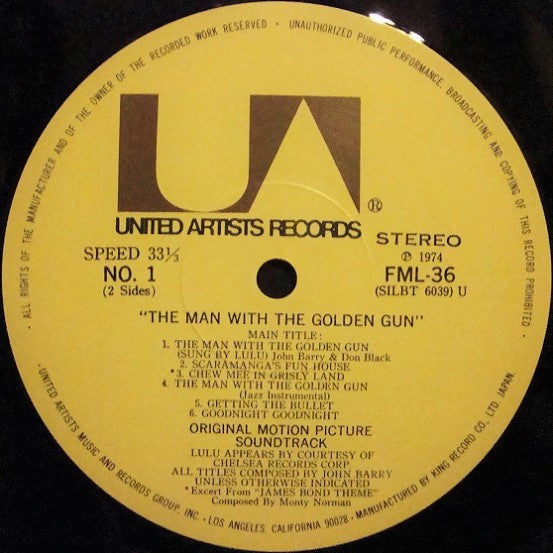 · ALL RIGHTS OF THE MANUFACTURER AND OF THE OWNER OF THE RECORDED WORK RESERVED · UNAUTHORIZED PUBLIC PERFORMANCE, BROADCASTING AND COPYING OF THIS RECORD PROHIBITED ·
UA
®
UNITED ARTISTS RECORDS
SPEED 33⅓
NO. 1
(2 Sides)
STEREO
℗ 1974
FML-36
(SILBT 6039) U
"THE MAN WITH THE GOLDEN GUN"
MAIN TITLE:
1. THE MAN WITH THE GOLDEN GUN
(SUNG BY LULU) John Barry & Don Black
2. SCARAMANGA'S FUN HOUSE
*3. CHEW MEE IN GRISLY LAND
4. THE MAN WITH THE GOLDEN GUN
(Jazz Instrumental)
5. GETTING THE BULLET
6. GOODNIGHT GOODNIGHT
ORIGINAL MOTION PICTURE
SOUNDTRACK
LULU APPEARS BY COURTESY OF
CHELSEA RECORDS CORP.
ALL TITLES COMPOSED BY JOHN BARRY
UNLESS OTHERWISE INDICATED
*Excert From "JAMES BOND THEME"
Composed By Monty Norman
UNITED ARTISTS MUSIC AND RECORDS GROUP, INC. · LOS ANGELES, CALIFORNIA 90028 · MANUFACTURED BY KING RECORD CO. LTD JAPAN.